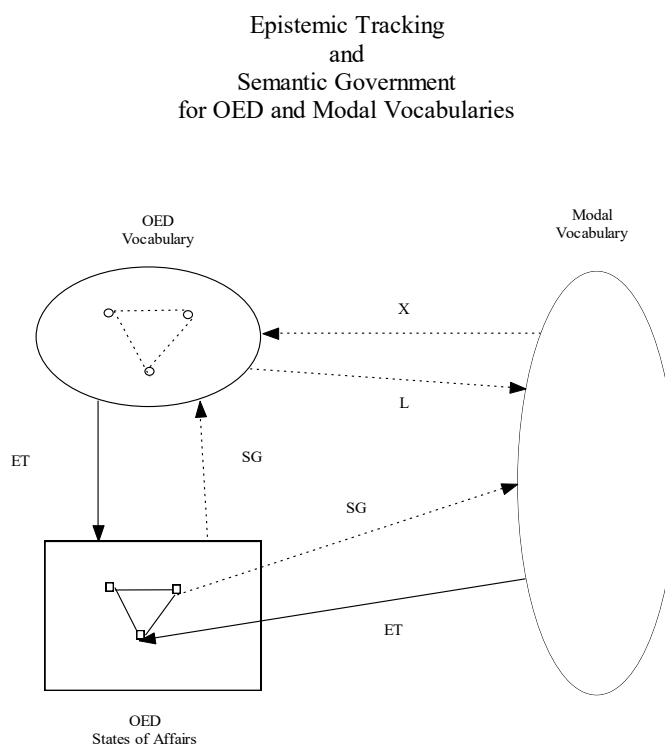 Epistemic Tracking
and
Semantic Government
for OED and Modal Vocabularies
OED
Vocabulary
Modal
Vocabulary
X
L
ET
SG
SG
ET
OED
States of Affairs